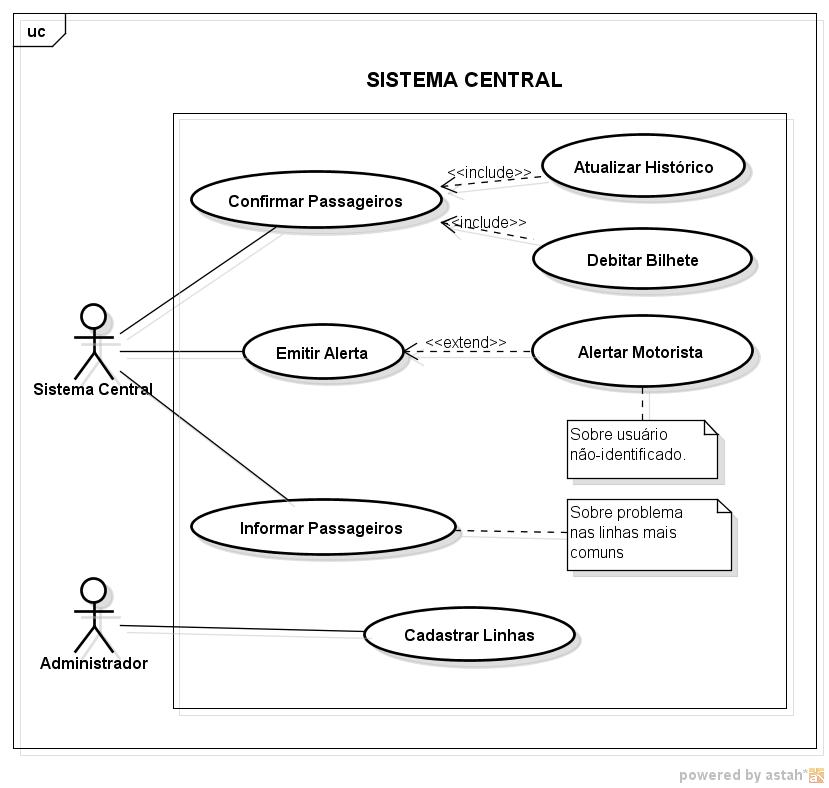 uc
SISTEMA CENTRAL
<<include>>
Atualizar Histórico
Confirmar Passageiros
<<include>>
Debitar Bilhete
<<extend>>
Emitir Alerta
Alertar Motorista
Sistema Central
Sobre usuário
não-identificado.
Informar Passageiros
Sobre problema
nas linhas mais
comuns
Cadastrar Linhas
Administrador
powered by astah*